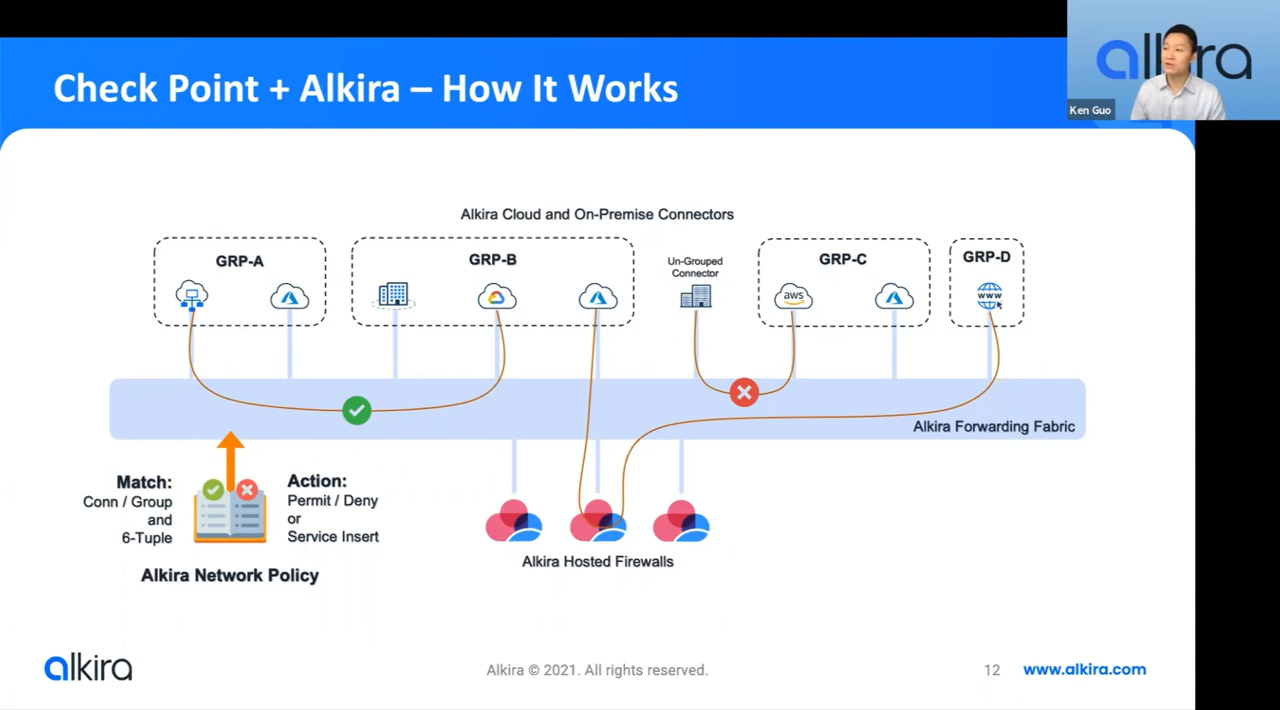 Check Point + Alkira – How It Works
alkira
Ken Guo
Alkira Cloud and On-Premise Connectors
GRP-A
GRP-B
Un-Grouped
Connector
GRP-C
GRP-D
aws
www
Alkira Forwarding Fabric
Match:
Conn / Group
and
6-Tuple
Action:
Permit / Deny
or
Service Insert
Alkira Network Policy
Alkira Hosted Firewalls
alkira
Alkira © 2021. All rights reserved.
12
www.alkira.com